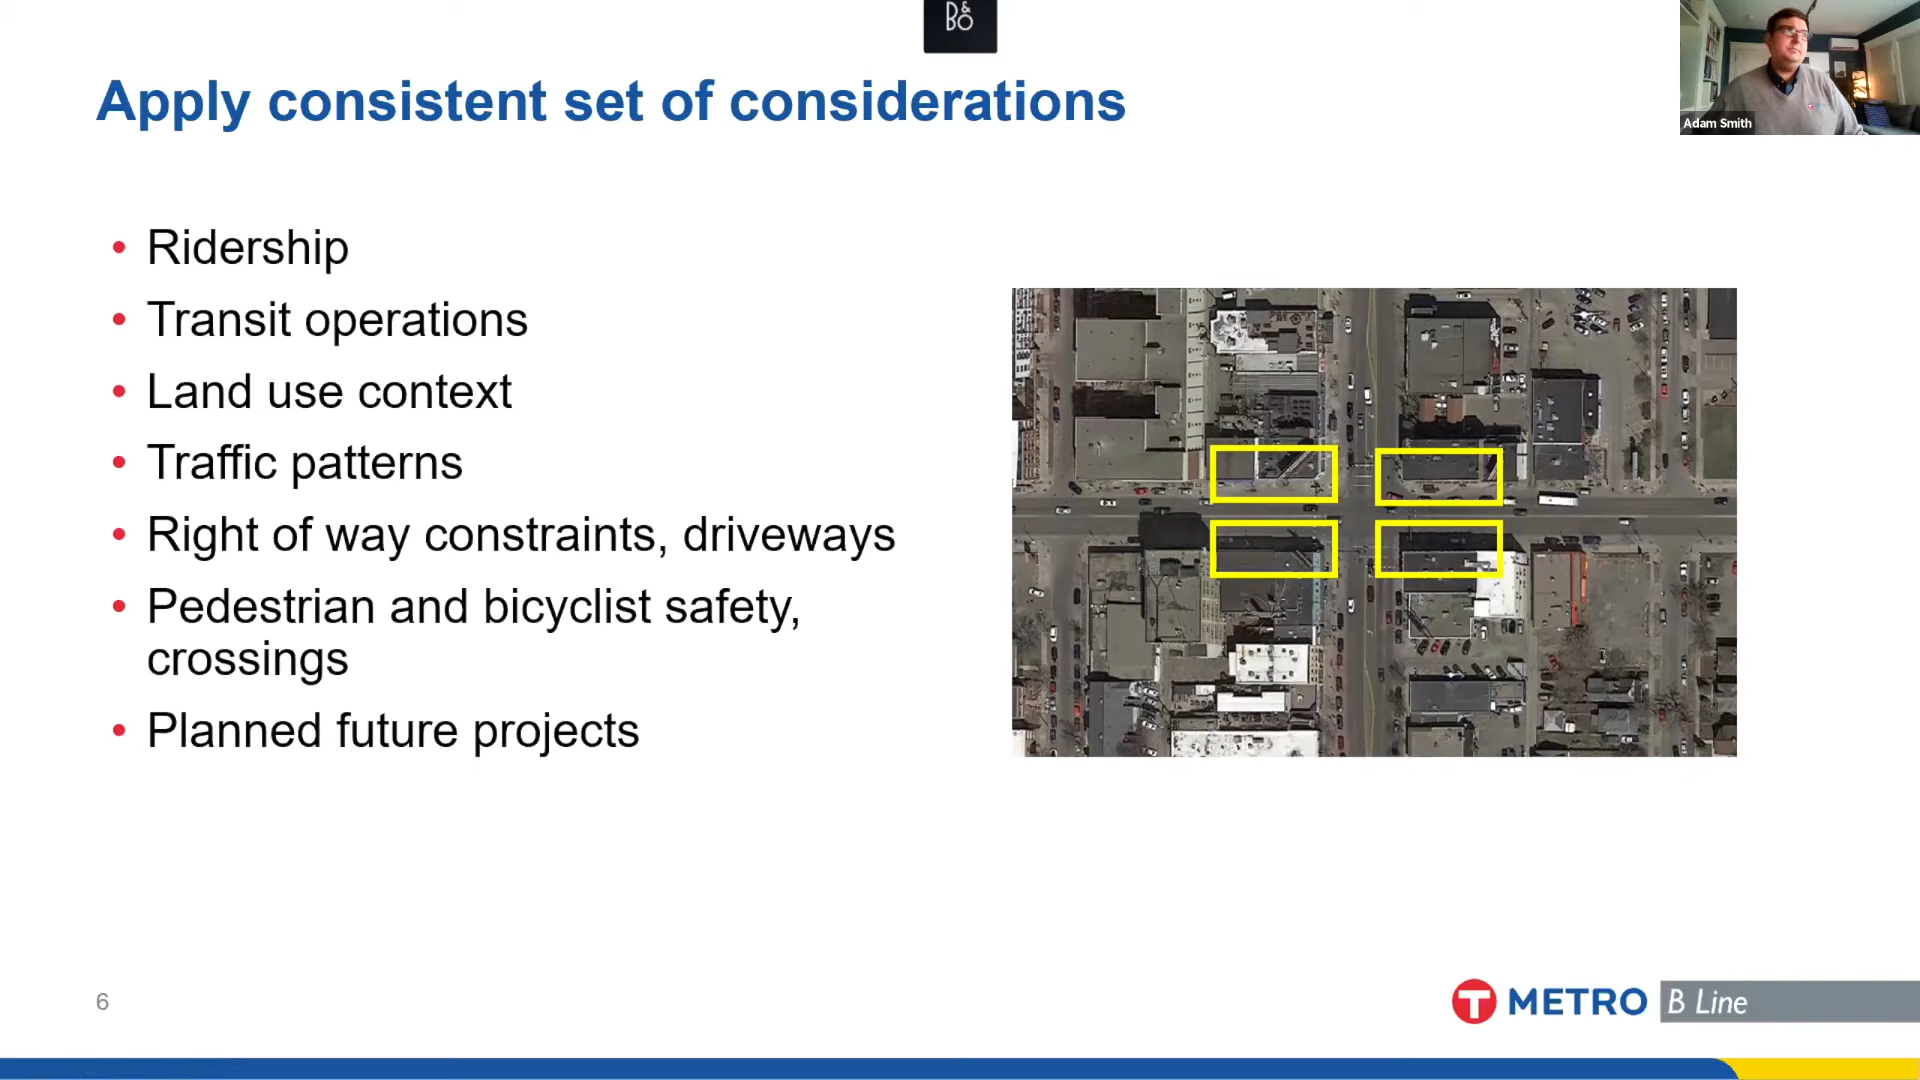 B&O
Apply consistent set of considerations
Adam Smith
• Ridership
• Transit operations
• Land use context
• Traffic patterns
• Right of way constraints, driveways
• Pedestrian and bicyclist safety,
crossings
• Planned future projects
6
T METRO B Line